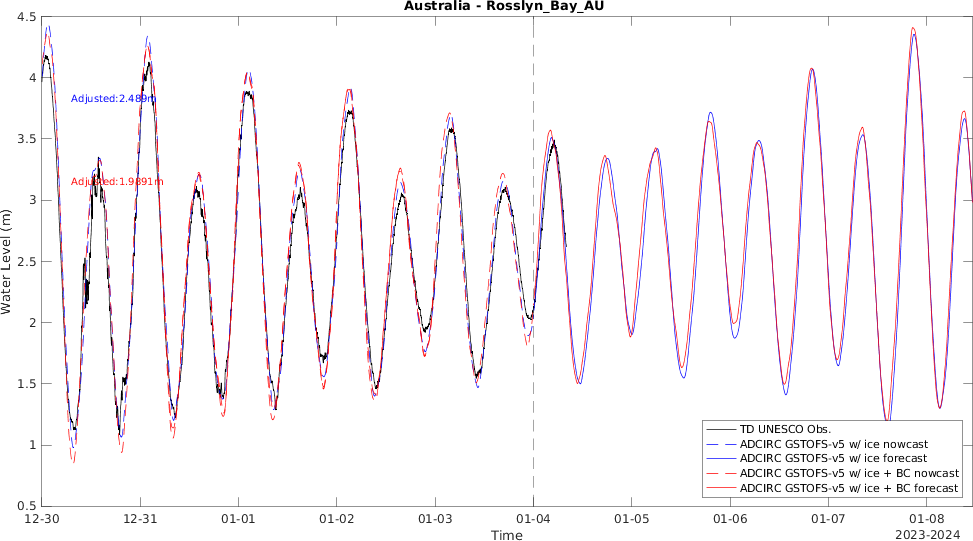 Australia - Rosslyn_Bay_AU
4.5
4
3.5
3
2.5
2
1.5
1
0.5
Water Level (m)
Adjusted:2.489m
Adjusted:1.9891m
TD UNESCO Obs.
ADCIRC GSTOFS-v5 w/ ice nowcast
ADCIRC GSTOFS-v5 w/ ice forecast
ADCIRC GSTOFS-v5 w/ ice + BC nowcast
ADCIRC GSTOFS-v5 w/ ice + BC forecast
12-30 12-31 01-01 01-02 01-03 01-04 01-05 01-06 01-07 01-08
Time
2023-2024